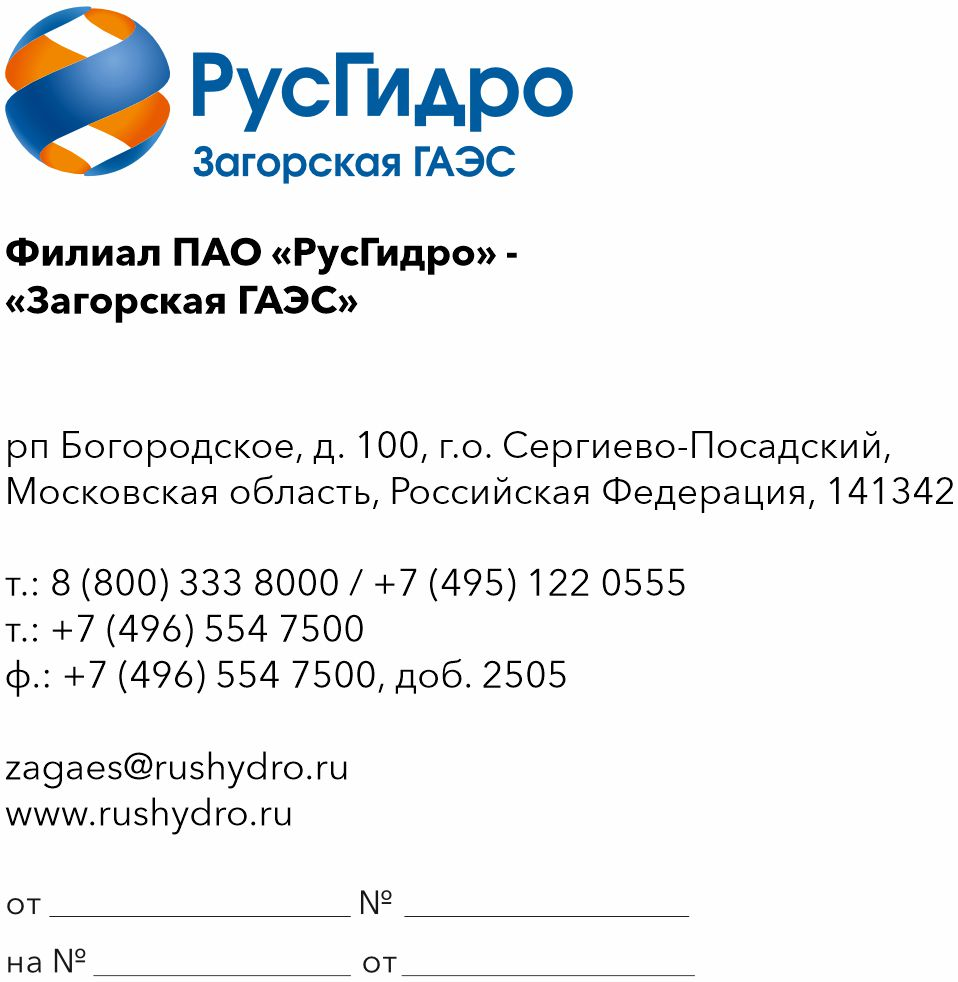 РусГидро
Загорская ГАЭС
Филиал ПАО «РусГидро» -
«Загорская ГАЭС»
рп Богородское, д. 100, г.о. Сергиево-Посадский,
Московская область, Российская Федерация, 141342
т.: 8 (800) 333 8000 / +7 (495) 122 0555
т.: +7 (496) 554 7500
ф.: +7 (496) 554 7500, доб. 2505
zagaes@rushydro.ru
www.rushydro.ru
от ____________________ № ____________________
на № ____________________ от ____________________